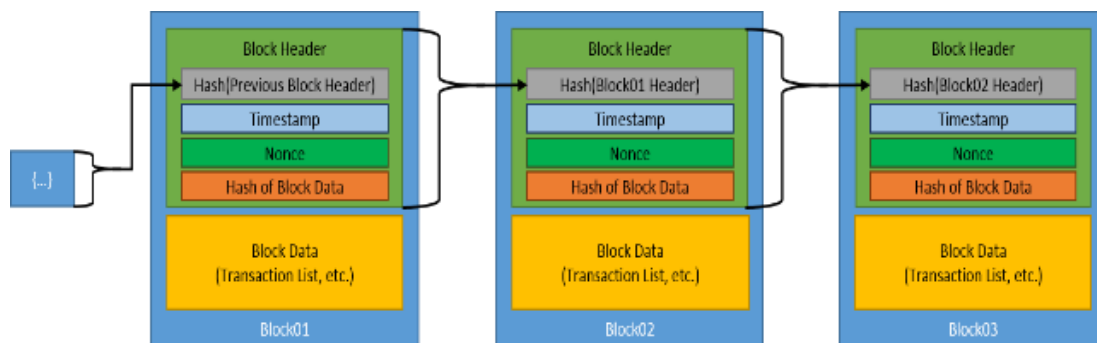 {...}
Block Header
Hash(Previous Block Header)
Timestamp
Nonce
Hash of Block Data
Block Data
(Transaction List, etc.)
Block01
Block Header
Hash(Block01 Header)
Timestamp
Nonce
Hash of Block Data
Block Data
(Transaction List, etc.)
Block02
Block Header
Hash(Block02 Header)
Timestamp
Nonce
Hash of Block Data
Block Data
(Transaction List, etc.)
Block03